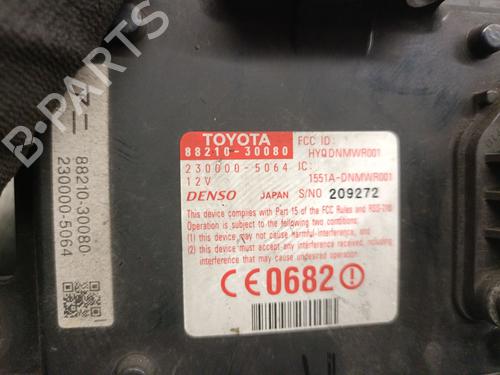 88210-30080
230000-5064
TOYOTA
88210-30080
FCC ID:
HYQDNMWR001
230000-5064 IC:
12V 1551A-DNMWR001
DENSO JAPAN S/NO 209272
This device complies with Part 15 of the FCC Rules and RSS-210
Operation is subject to the following two conditions:
(1) this device may not cause harmful interference, and
(2) this device must accept any interference received, including
interference that may cause undesired operation
CE0682
B-Parts